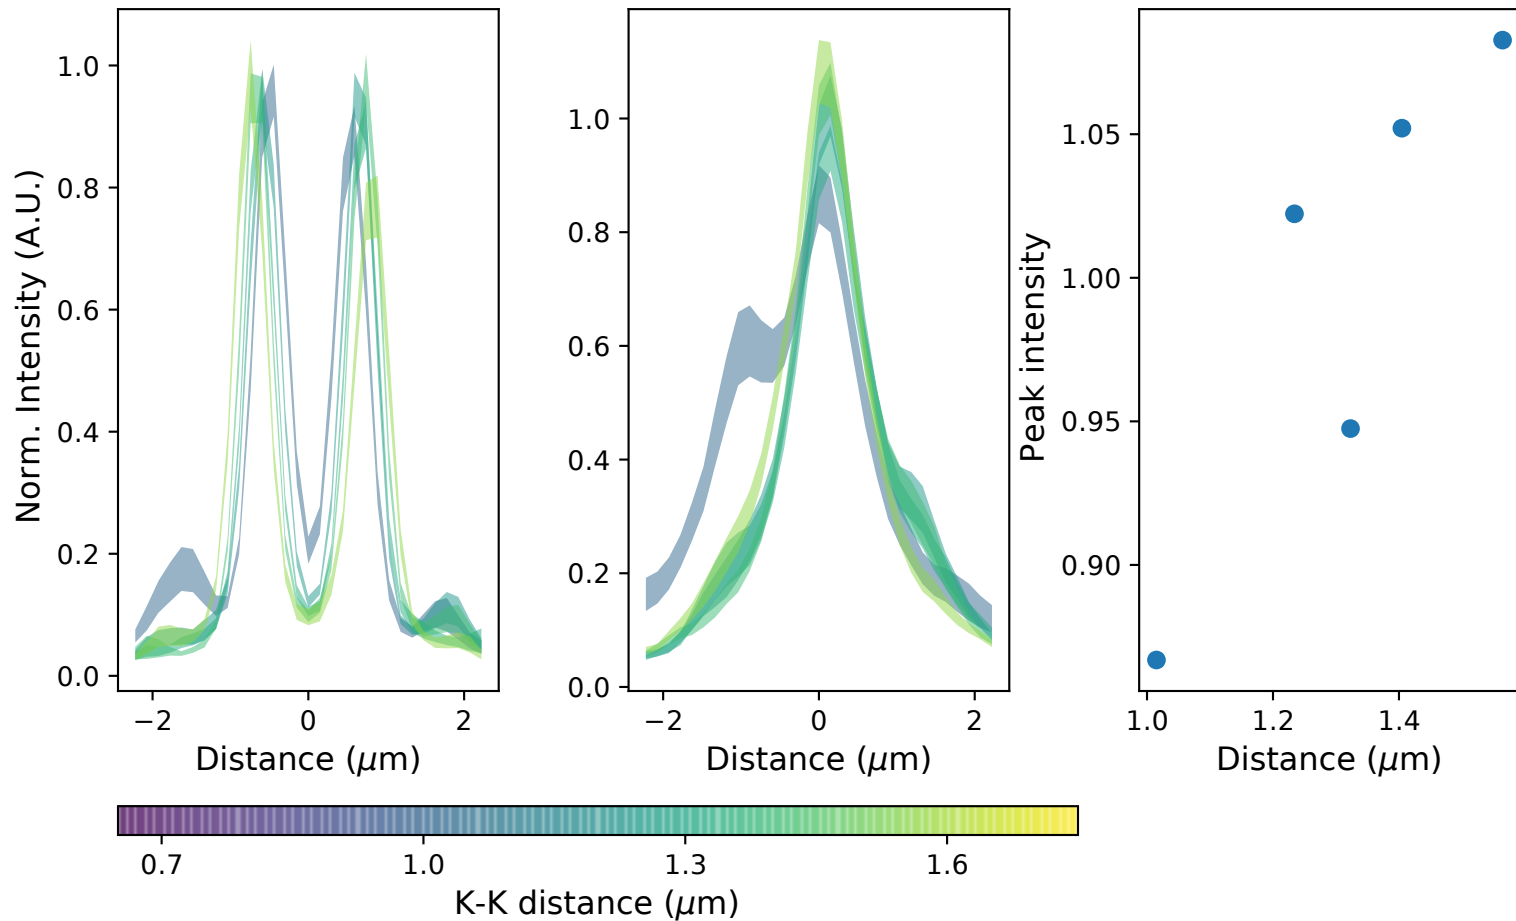 Norm. Intensity (A.U.)
1.0
0.8
0.6
0.4
0.2
0.0
−2 0 2
Distance (μm)
1.0
0.8
0.6
0.4
0.2
0.0
−2 0 2
Distance (μm)
Peak intensity
1.05
1.00
0.95
0.90
1.0 1.2 1.4
Distance (μm)
0.7 1.0 1.3 1.6
K-K distance (μm)